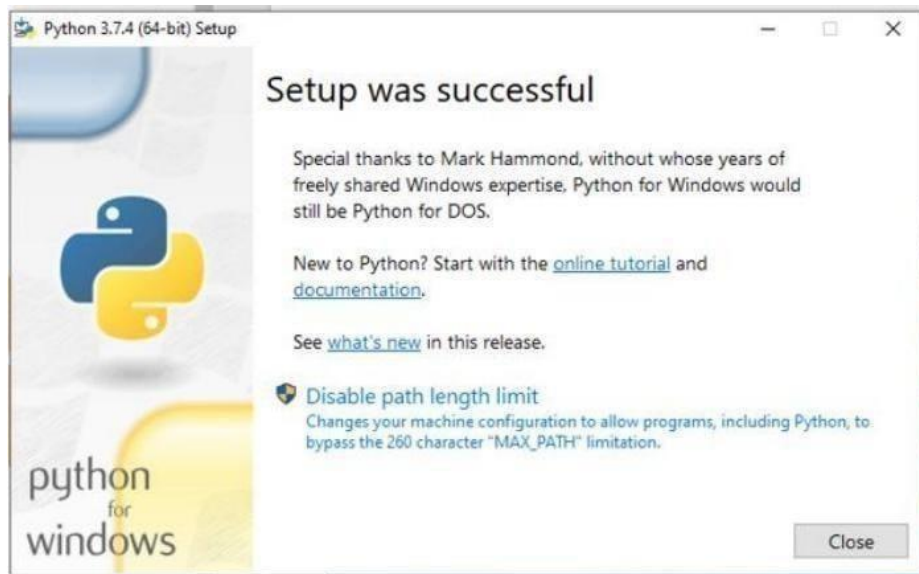 Python 3.7.4 (64-bit) Setup
Setup was successful
Special thanks to Mark Hammond, without whose years of
freely shared Windows expertise, Python for Windows would
still be Python for DOS.
New to Python? Start with the online tutorial and
documentation.
See what's new in this release.
Disable path length limit
Changes your machine configuration to allow programs, including Python, to
bypass the 260 character "MAX_PATH" limitation.
python
for
windows
Close